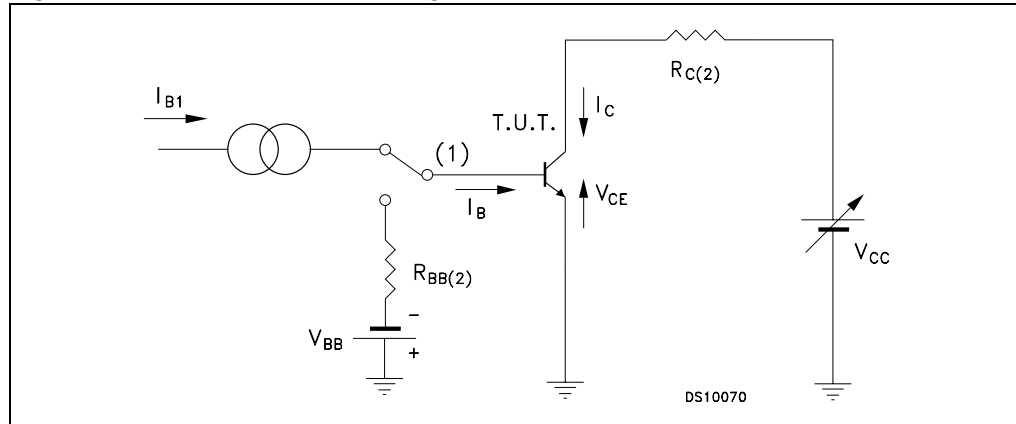 R_C(2)
I_B1
I_C
T.U.T.
(1)
I_B
V_CE
R_BB(2)
V_CC
−
V_BB
+
DS10070